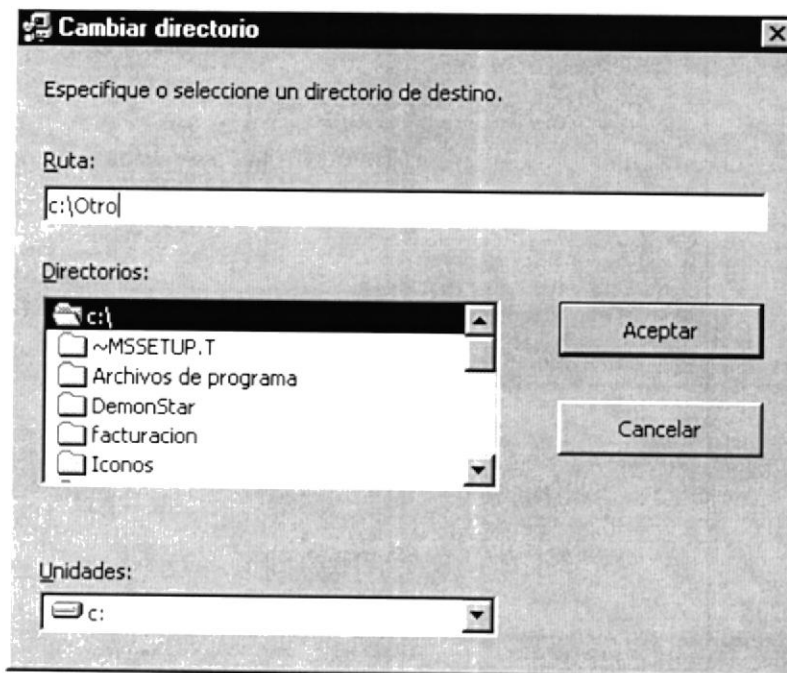 Cambiar directorio
Especifique o seleccione un directorio de destino.
Ruta:
c:\Otro
Directorios:
c:\
~MSSETUP.T
Archivos de programa
DemonStar
facturacion
Iconos
Aceptar
Cancelar
Unidades:
c: